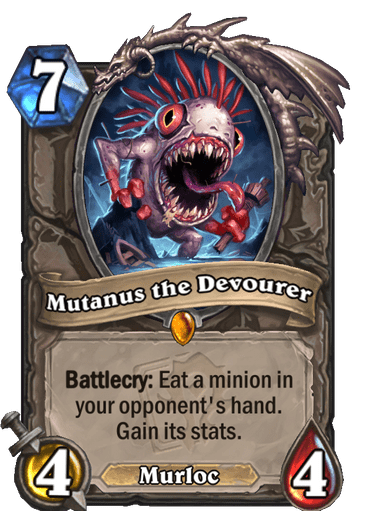 7
Mutanus the Devourer
Battlecry: Eat a minion in
your opponent's hand.
Gain its stats.
4
Murloc
4